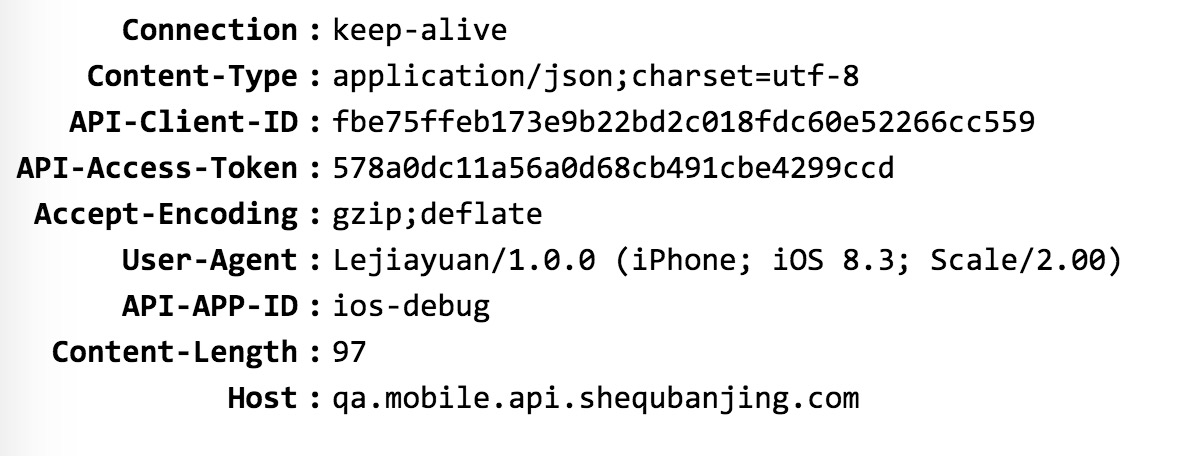 Connection : keep-alive
Content-Type : application/json;charset=utf-8
API-Client-ID : fbe75ffeb173e9b22bd2c018fdc60e52266cc559
API-Access-Token : 578a0dc11a56a0d68cb491cbe4299ccd
Accept-Encoding : gzip;deflate
User-Agent : Lejiayuan/1.0.0 (iPhone; iOS 8.3; Scale/2.00)
API-APP-ID : ios-debug
Content-Length : 97
Host : qa.mobile.api.shequbanjing.com